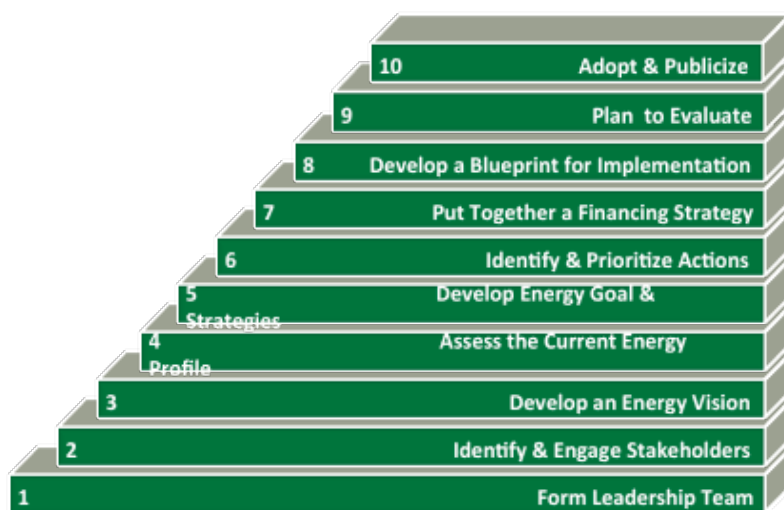 10 Adopt & Publicize
9 Plan to Evaluate
8 Develop a Blueprint for Implementation
7 Put Together a Financing Strategy
6 Identify & Prioritize Actions
5 Develop Energy Goal &
Strategies
4 Assess the Current Energy
Profile
3 Develop an Energy Vision
2 Identify & Engage Stakeholders
1 Form Leadership Team